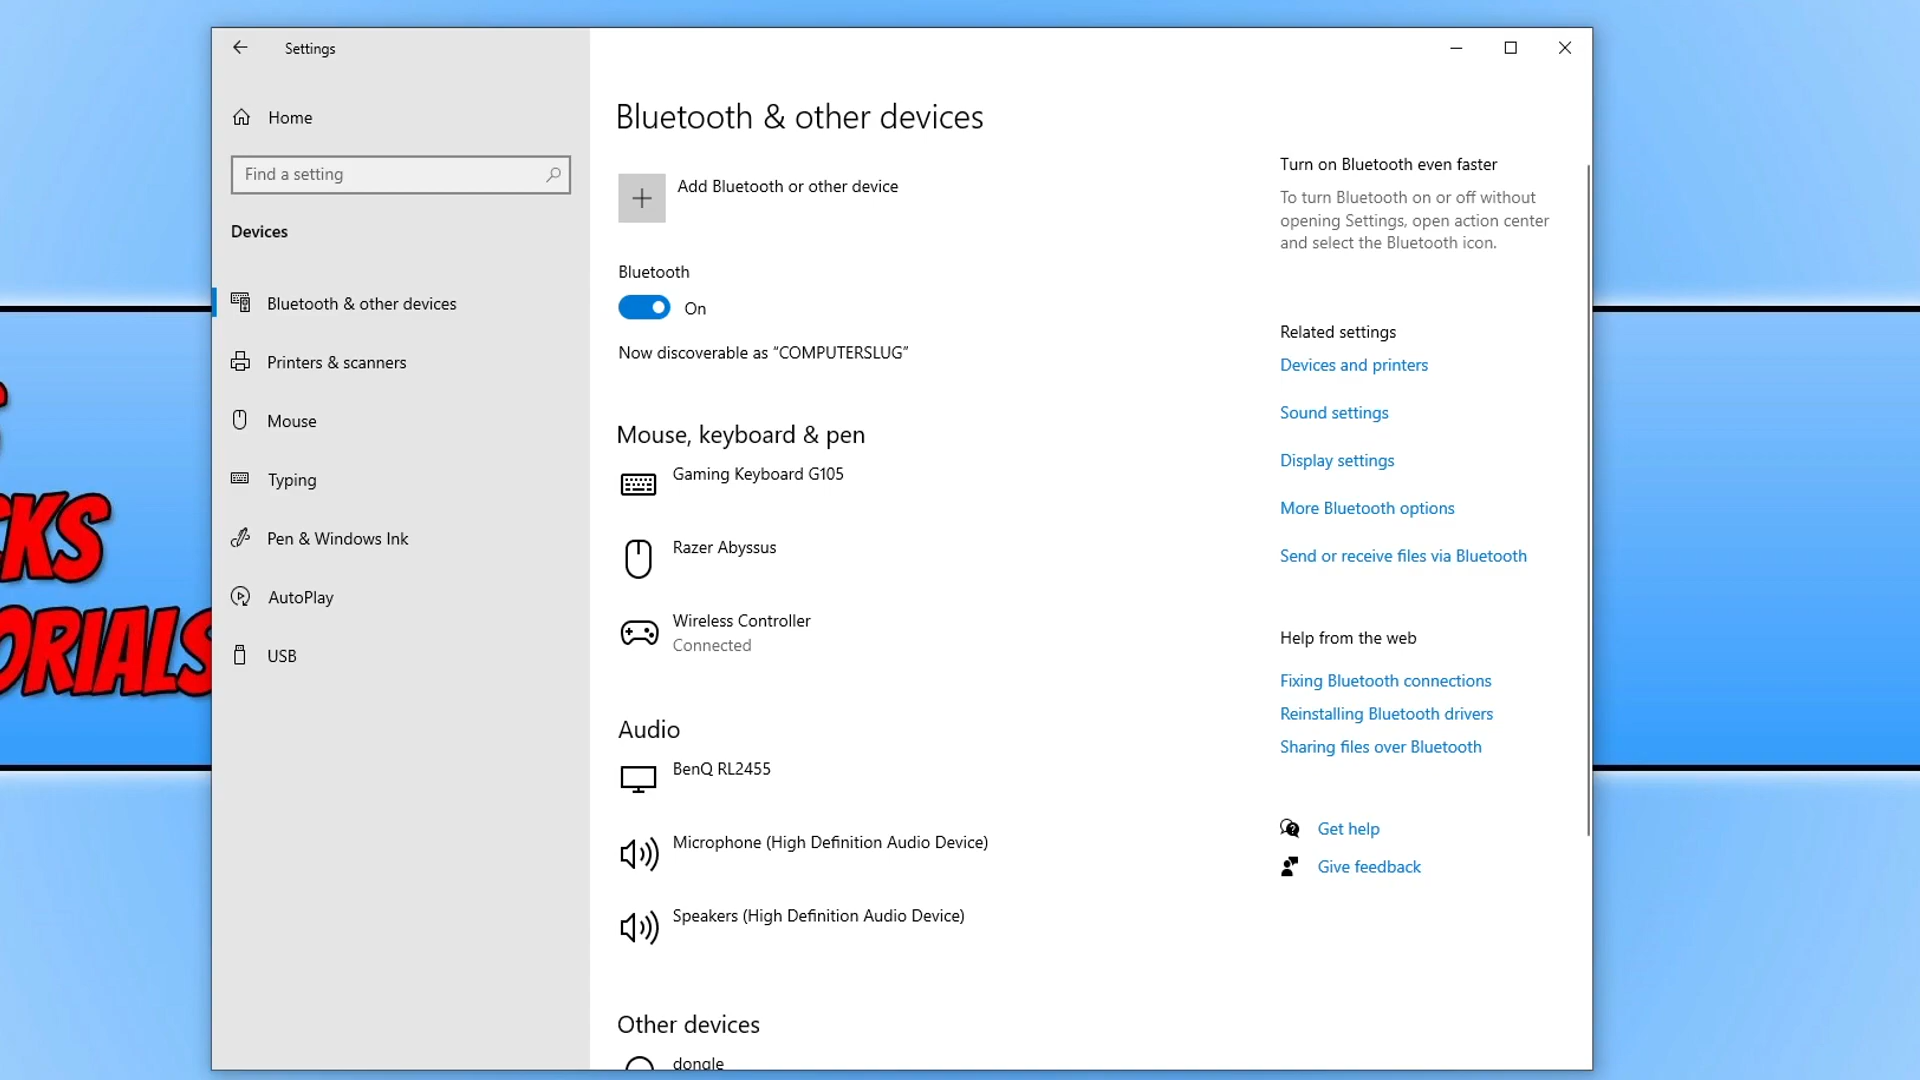 Settings
Home
Find a setting
Devices
Bluetooth & other devices
Printers & scanners
Mouse
Typing
Pen & Windows Ink
AutoPlay
USB
Bluetooth & other devices
Add Bluetooth or other device
Bluetooth
On
Now discoverable as “COMPUTERSLUG”
Mouse, keyboard & pen
Gaming Keyboard G105
Razer Abyssus
Wireless Controller
Connected
Audio
BenQ RL2455
Microphone (High Definition Audio Device)
Speakers (High Definition Audio Device)
Other devices
dongle
Turn on Bluetooth even faster
To turn Bluetooth on or off without
opening Settings, open action center
and select the Bluetooth icon.
Related settings
Devices and printers
Sound settings
Display settings
More Bluetooth options
Send or receive files via Bluetooth
Help from the web
Fixing Bluetooth connections
Reinstalling Bluetooth drivers
Sharing files over Bluetooth
Get help
Give feedback
CKS
ORIALS